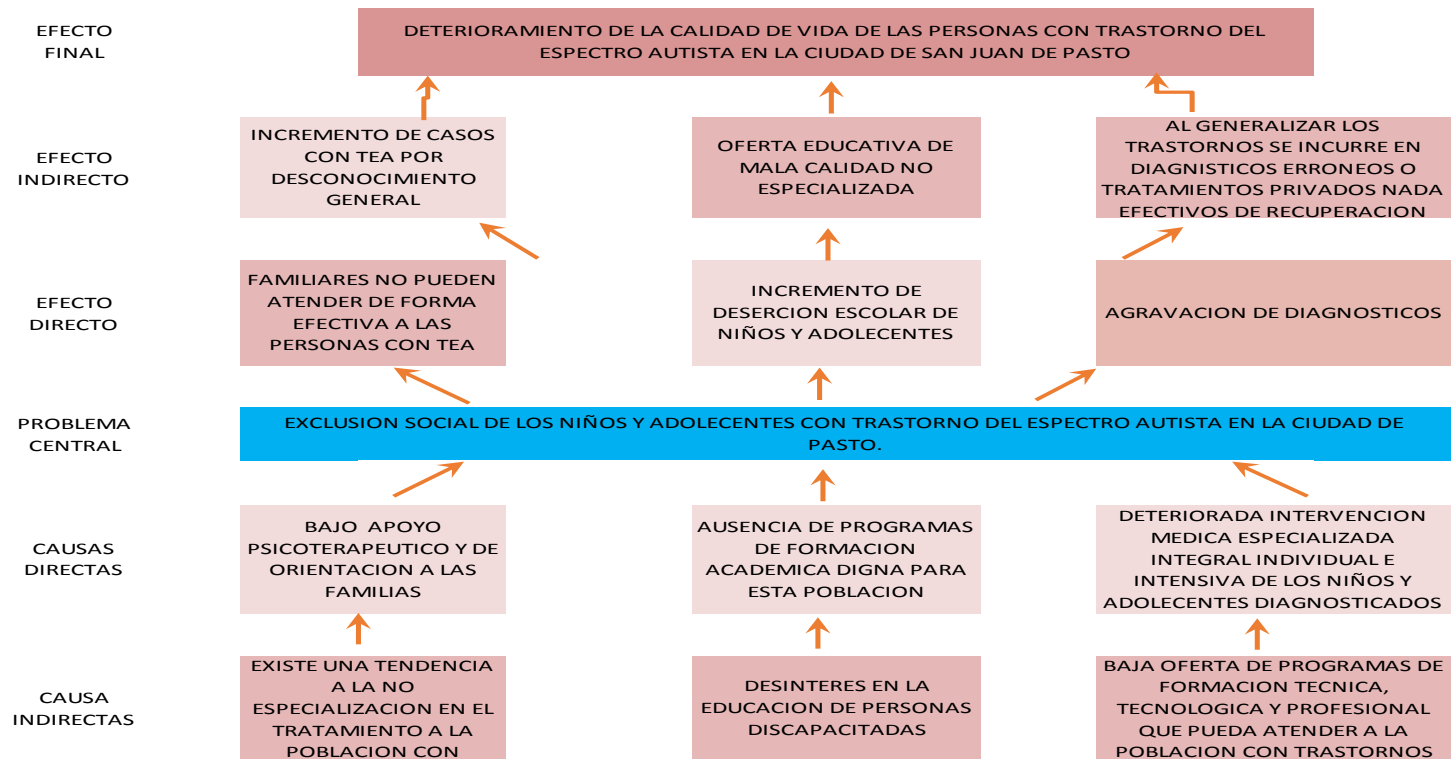 EFECTO
FINAL
DETERIORAMIENTO DE LA CALIDAD DE VIDA DE LAS PERSONAS CON TRASTORNO DEL
ESPECTRO AUTISTA EN LA CIUDAD DE SAN JUAN DE PASTO
EFECTO
INDIRECTO
INCREMENTO DE CASOS
CON TEA POR
DESCONOCIMIENTO
GENERAL
OFERTA EDUCATIVA DE
MALA CALIDAD NO
ESPECIALIZADA
AL GENERALIZAR LOS
TRASTORNOS SE INCURRE EN
DIAGNISTICOS ERRONEOS O
TRATAMIENTOS PRIVADOS NADA
EFECTIVOS DE RECUPERACION
EFECTO
DIRECTO
FAMILIARES NO PUEDEN
ATENDER DE FORMA
EFECTIVA A LAS
PERSONAS CON TEA
INCREMENTO DE
DESERCION ESCOLAR DE
NIÑOS Y ADOLECENTES
AGRAVACION DE DIAGNOSTICOS
PROBLEMA
CENTRAL
EXCLUSION SOCIAL DE LOS NIÑOS Y ADOLECENTES CON TRASTORNO DEL ESPECTRO AUTISTA EN LA CIUDAD DE
PASTO.
CAUSAS
DIRECTAS
BAJO APOYO
PSICOTERAPEUTICO Y DE
ORIENTACION A LAS
FAMILIAS
AUSENCIA DE PROGRAMAS
DE FORMACION
ACADEMICA DIGNA PARA
ESTA POBLACION
DETERIORADA INTERVENCION
MEDICA ESPECIALIZADA
INTEGRAL INDIVIDUAL E
INTENSIVA DE LOS NIÑOS Y
ADOLECENTES DIAGNOSTICADOS
CAUSA
INDIRECTAS
EXISTE UNA TENDENCIA
A LA NO
ESPECIALIZACION EN EL
TRATAMIENTO A LA
POBLACION CON
DESINTERES EN LA
EDUCACION DE PERSONAS
DISCAPACITADAS
BAJA OFERTA DE PROGRAMAS DE
FORMACION TECNICA,
TECNOLOGICA Y PROFESIONAL
QUE PUEDA ATENDER A LA
POBLACION CON TRASTORNOS